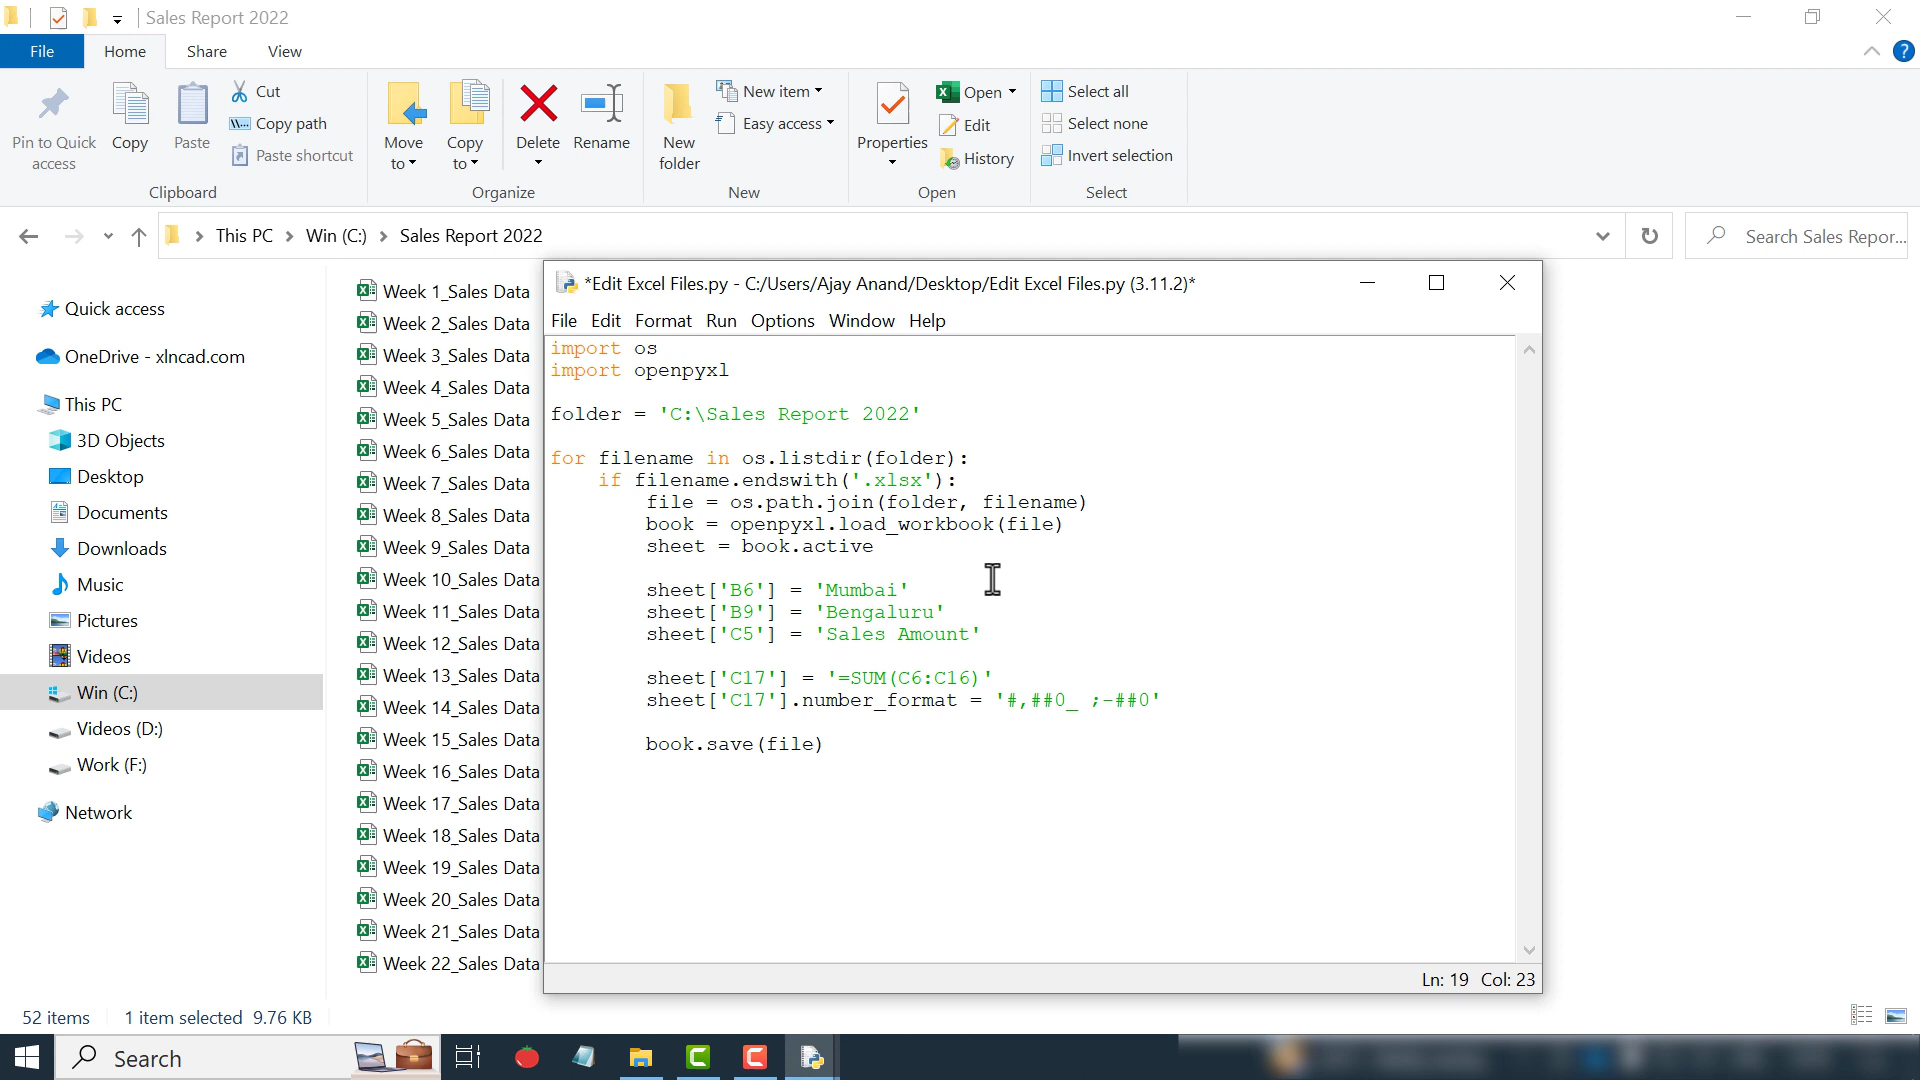 Sales Report 2022
File Home Share View
Pin to Quick access
Copy
Paste
Cut
Copy path
Paste shortcut
Clipboard
Move to
Copy to
Delete
Rename
Organize
New folder
New item
Easy access
New
Properties
Open
Edit
History
Open
Select all
Select none
Invert selection
Select
This PC > Win (C:) > Sales Report 2022
Search Sales Repor...
Quick access
OneDrive - xlncad.com
This PC
3D Objects
Desktop
Documents
Downloads
Music
Pictures
Videos
Win (C:)
Videos (D:)
Work (F:)
Network
Week 1_Sales Data
Week 2_Sales Data
Week 3_Sales Data
Week 4_Sales Data
Week 5_Sales Data
Week 6_Sales Data
Week 7_Sales Data
Week 8_Sales Data
Week 9_Sales Data
Week 10_Sales Data
Week 11_Sales Data
Week 12_Sales Data
Week 13_Sales Data
Week 14_Sales Data
Week 15_Sales Data
Week 16_Sales Data
Week 17_Sales Data
Week 18_Sales Data
Week 19_Sales Data
Week 20_Sales Data
Week 21_Sales Data
Week 22_Sales Data
*Edit Excel Files.py - C:/Users/Ajay Anand/Desktop/Edit Excel Files.py (3.11.2)*
File Edit Format Run Options Window Help
import os
import openpyxl
folder = 'C:\Sales Report 2022'
for filename in os.listdir(folder):
    if filename.endswith('.xlsx'):
        file = os.path.join(folder, filename)
        book = openpyxl.load_workbook(file)
        sheet = book.active
        sheet['B6'] = 'Mumbai'
        sheet['B9'] = 'Bengaluru'
        sheet['C5'] = 'Sales Amount'
        sheet['C17'] = '=SUM(C6:C16)'
        sheet['C17'].number_format = '#,##0_ ;-##0'
        book.save(file)
Ln: 19 Col: 23
52 items 1 item selected 9.76 KB
Search